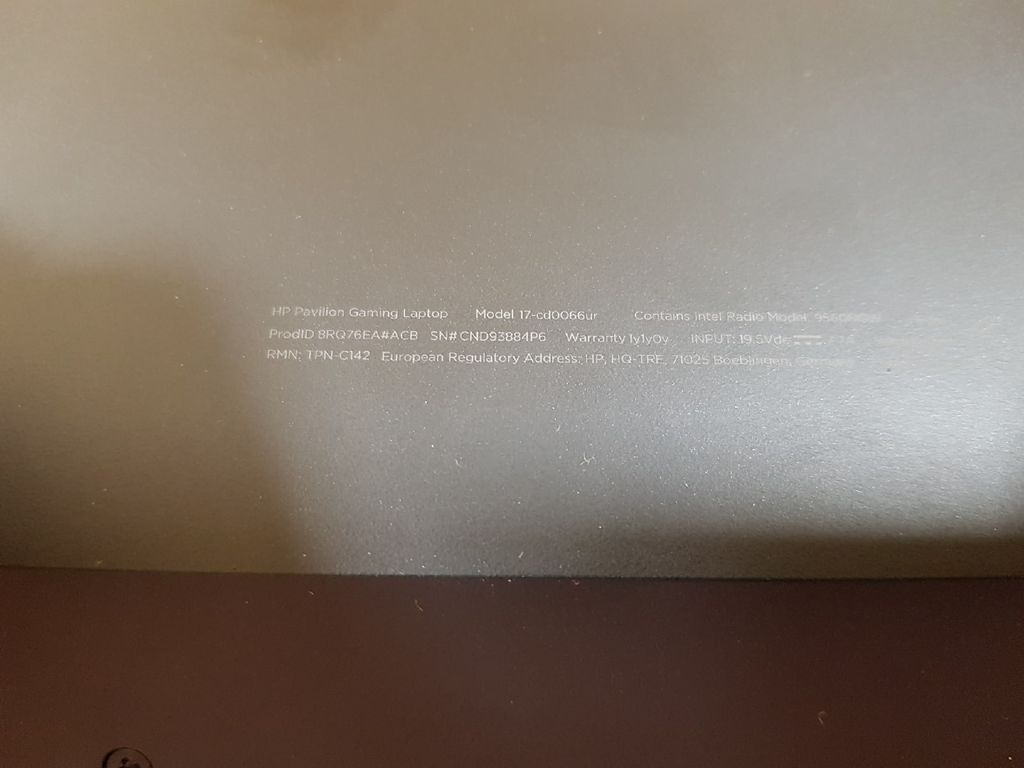 HP Pavilion Gaming Laptop Model 17-cd0066ur Contains Intel Radio Model
ProdID 8RQ76EA#ACB SN# CND93884P6 Warranty 1y1y0y INPUT: 19.5Vdc
RMN: TPN-C142 European Regulatory Address: HP, HQ-TRE, 71025 Boeblingen, Germany